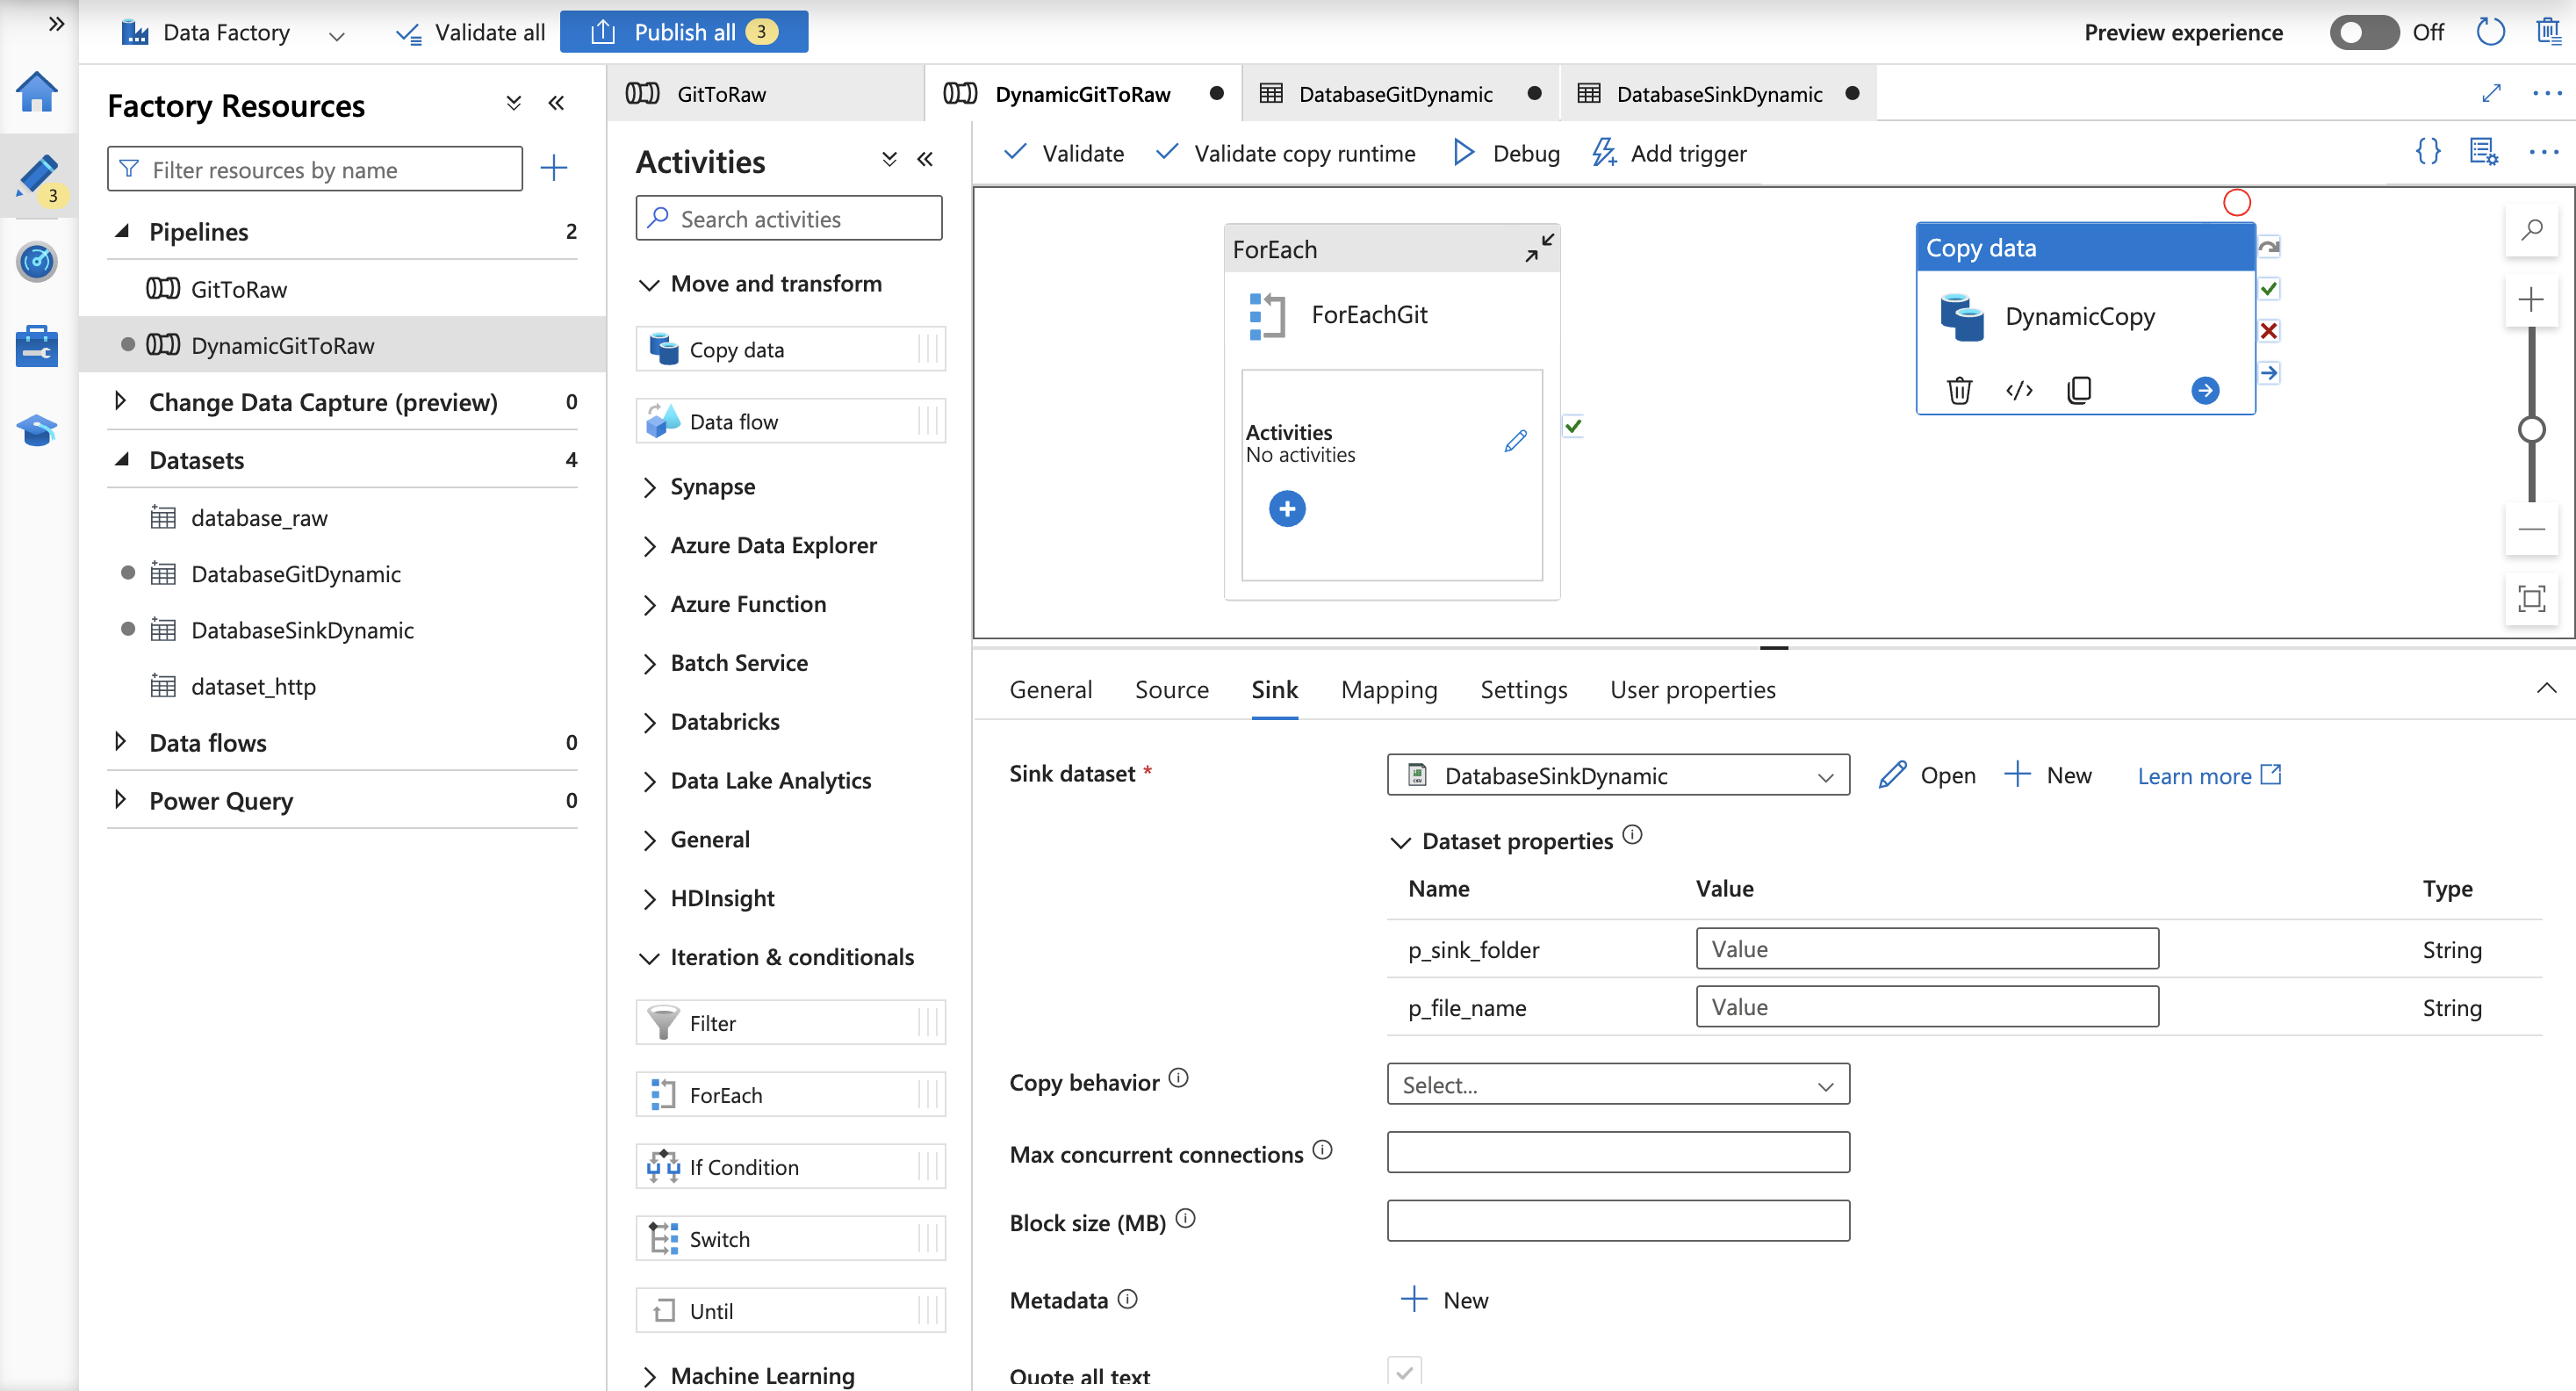 Data Factory
Validate all
Publish all 3
Preview experience
Off
3
Factory Resources
Filter resources by name
Pipelines 2
GitToRaw
DynamicGitToRaw
Change Data Capture (preview) 0
Datasets 4
database_raw
DatabaseGitDynamic
DatabaseSinkDynamic
dataset_http
Data flows 0
Power Query 0
GitToRaw
DynamicGitToRaw
DatabaseGitDynamic
DatabaseSinkDynamic
Activities
Search activities
Move and transform
Copy data
Data flow
Synapse
Azure Data Explorer
Azure Function
Batch Service
Databricks
Data Lake Analytics
General
HDInsight
Iteration & conditionals
Filter
ForEach
If Condition
Switch
Until
Machine Learning
Validate
Validate copy runtime
Debug
Add trigger
ForEach
ForEachGit
Activities
No activities
Copy data
DynamicCopy
General
Source
Sink
Mapping
Settings
User properties
Sink dataset *
DatabaseSinkDynamic
Open
New
Learn more
Dataset properties
Name Value Type
p_sink_folder Value String
p_file_name Value String
Copy behavior
Select...
Max concurrent connections
Block size (MB)
Metadata
New
Quote all text